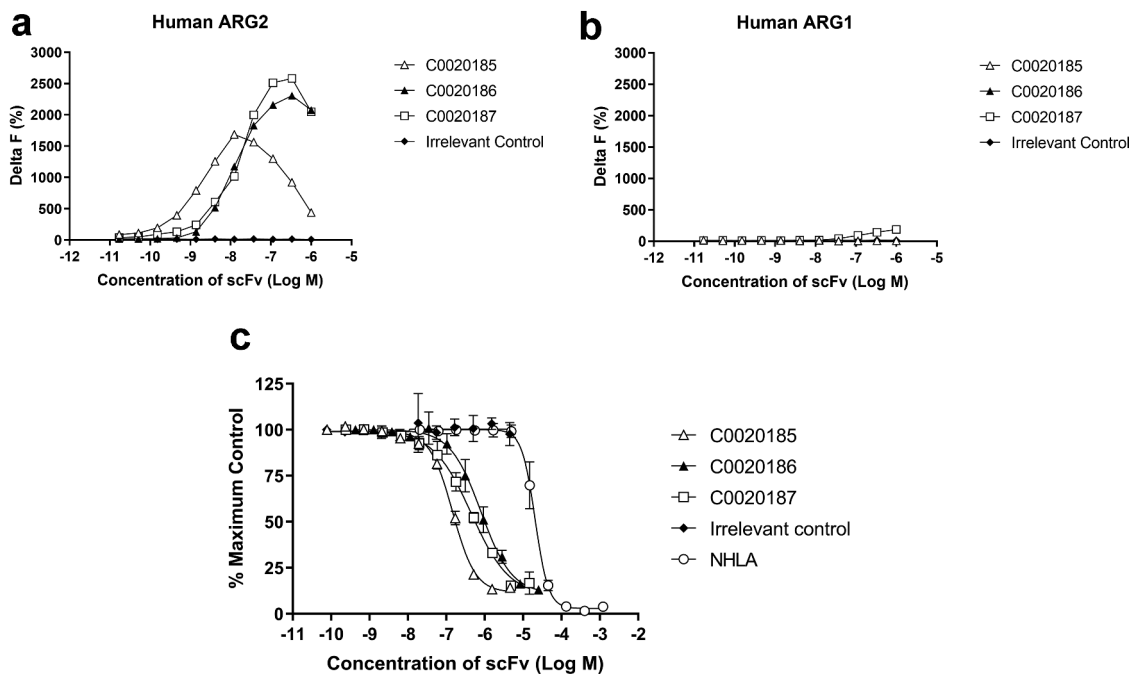 a
Human ARG2
3000
2500
2000
1500
1000
500
0
Delta F (%)
-12 -11 -10 -9 -8 -7 -6 -5
Concentration of scFv (Log M)
C0020185
C0020186
C0020187
Irrelevant Control
b
Human ARG1
3000
2500
2000
1500
1000
500
0
Delta F (%)
-12 -11 -10 -9 -8 -7 -6 -5
Concentration of scFv (Log M)
C0020185
C0020186
C0020187
Irrelevant Control
c
125
100
75
50
25
0
% Maximum Control
-11 -10 -9 -8 -7 -6 -5 -4 -3 -2
Concentration of scFv (Log M)
C0020185
C0020186
C0020187
Irrelevant control
NHLA